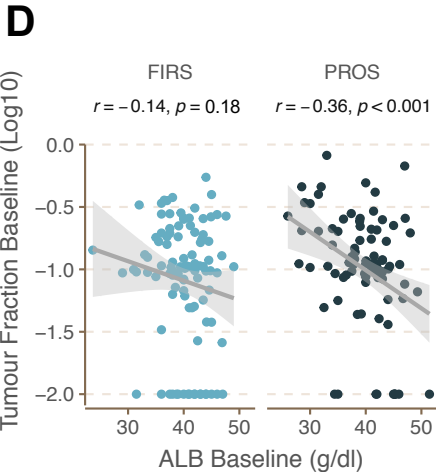 D
FIRS PROS
r = −0.14, p = 0.18 r = −0.36, p < 0.001
Tumour Fraction Baseline (Log10)
0.0
−0.5
−1.0
−1.5
−2.0
30 40 50 30 40 50
ALB Baseline (g/dl)